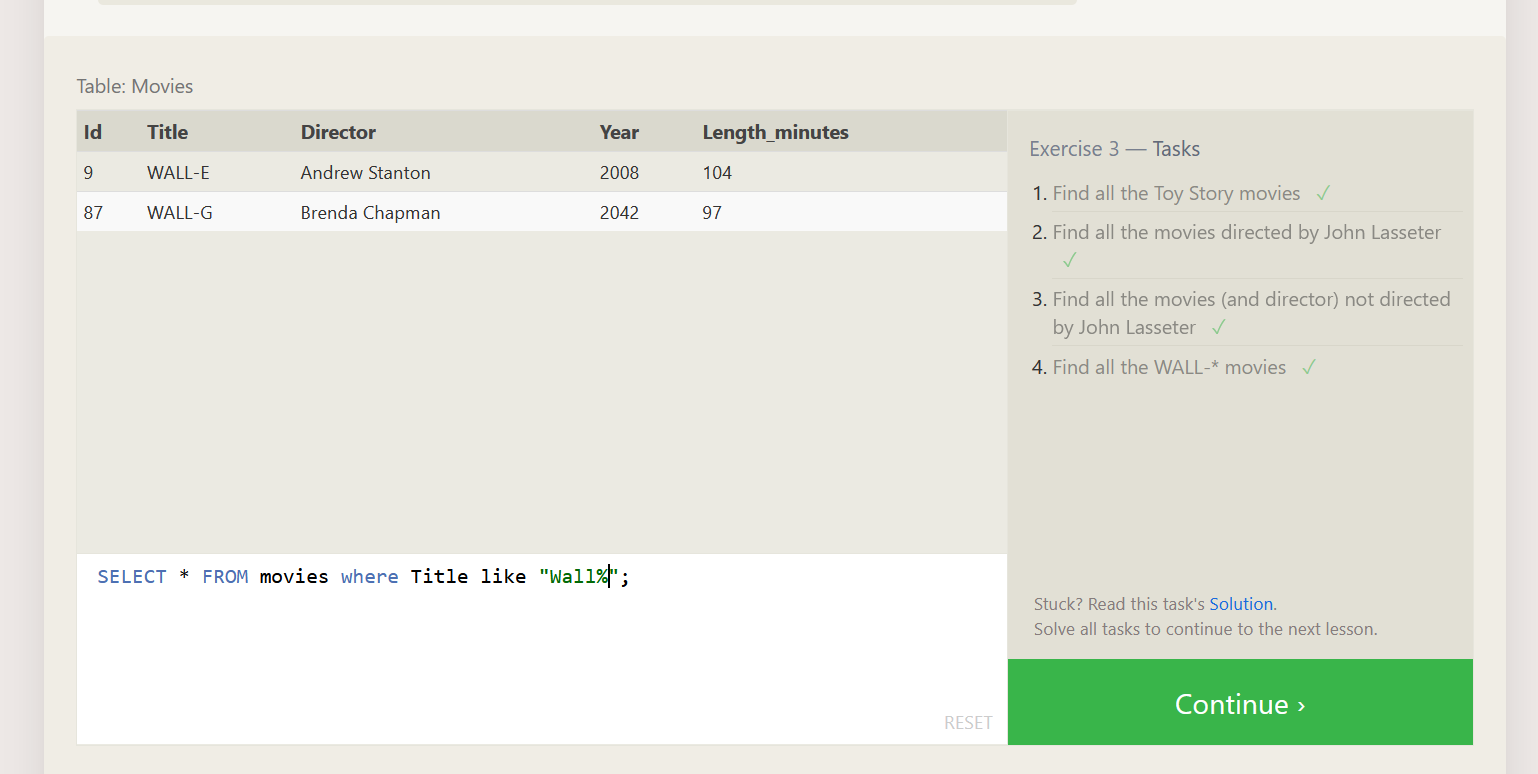 Table: Movies
Id Title Director Year Length_minutes
9 WALL-E Andrew Stanton 2008 104
87 WALL-G Brenda Chapman 2042 97
SELECT * FROM movies where Title like "Wall%";
RESET
Exercise 3 — Tasks
1. Find all the Toy Story movies ✓
2. Find all the movies directed by John Lasseter
✓
3. Find all the movies (and director) not directed
by John Lasseter ✓
4. Find all the WALL-* movies ✓
Stuck? Read this task's Solution.
Solve all tasks to continue to the next lesson.
Continue ›